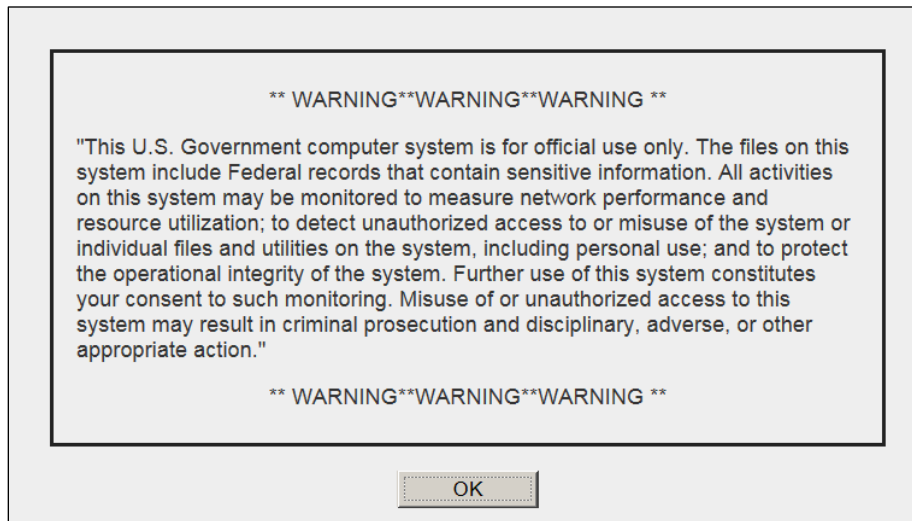 ** WARNING**WARNING**WARNING **
"This U.S. Government computer system is for official use only. The files on this
system include Federal records that contain sensitive information. All activities
on this system may be monitored to measure network performance and
resource utilization; to detect unauthorized access to or misuse of the system or
individual files and utilities on the system, including personal use; and to protect
the operational integrity of the system. Further use of this system constitutes
your consent to such monitoring. Misuse of or unauthorized access to this
system may result in criminal prosecution and disciplinary, adverse, or other
appropriate action."
** WARNING**WARNING**WARNING **
OK